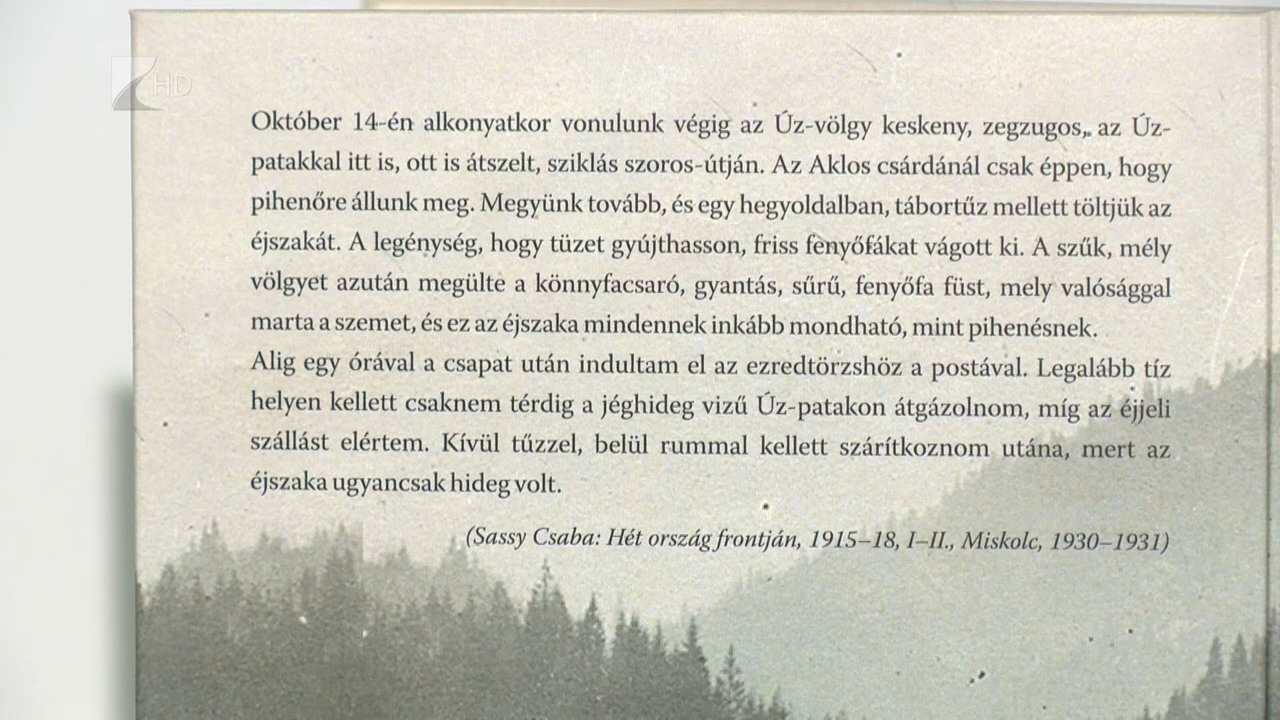 HD
Október 14-én alkonyatkor vonulunk végig az Úz-völgy keskeny, zegzugos,, az Úz-
patakkal itt is, ott is átszelt, sziklás szoros-útján. Az Aklos csárdánál csak éppen, hogy
pihenőre állunk meg. Megyünk tovább, és egy hegyoldalban, tábortűz mellett töltjük az
éjszakát. A legénység, hogy tüzet gyújthasson, friss fenyőfákat vágott ki. A szűk, mély
völgyet azután megülte a könnyfacsaró, gyantás, sűrű, fenyőfa füst, mely valósággal
marta a szemet, és ez az éjszaka mindennek inkább mondható, mint pihenésnek.
Alig egy órával a csapat után indultam el az ezredtörzshöz a postával. Legalább tíz
helyen kellett csaknem térdig a jéghideg vizű Úz-patakon átgázolnom, míg az éjjeli
szállást elértem. Kívül tűzzel, belül rummal kellett szárítkoznom utána, mert az
éjszaka ugyancsak hideg volt.
(Sassy Csaba: Hét ország frontján, 1915–18, I–II., Miskolc, 1930–1931)